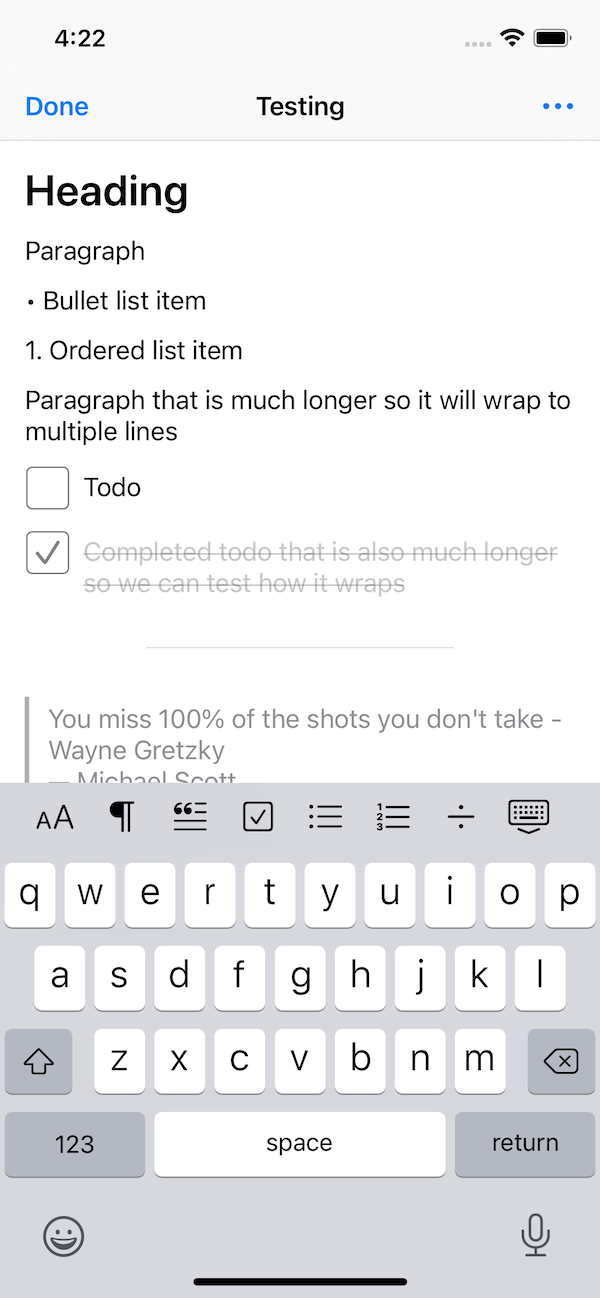 4:22
Done Testing
Heading
Paragraph
• Bullet list item
1. Ordered list item
Paragraph that is much longer so it will wrap to
multiple lines
Todo
Completed todo that is also much longer
so we can test how it wraps
You miss 100% of the shots you don't take -
Wayne Gretzky
— Michael Scott
AA ¶
q w e r t y u i o p
a s d f g h j k l
z x c v b n m
123 space return